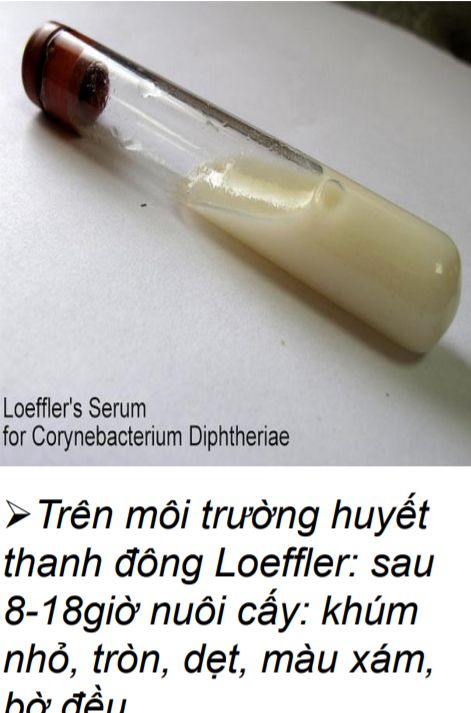 Loeffler's Serum
for Corynebacterium Diphtheriae
➢Trên môi trường huyết
thanh đông Loeffler: sau
8-18giờ nuôi cấy: khúm
nhỏ, tròn, dẹt, màu xám,
bờ đều